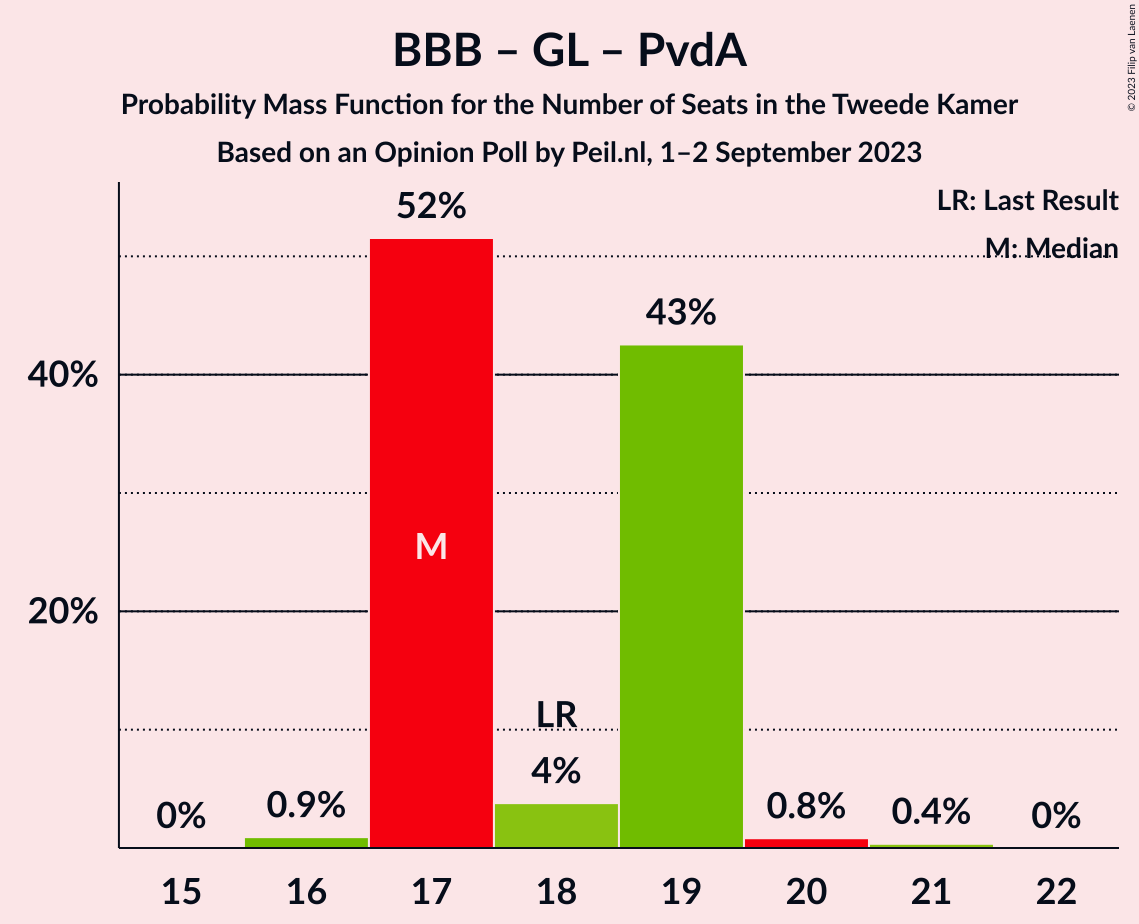 BBB – GL – PvdA
Probability Mass Function for the Number of Seats in the Tweede Kamer
Based on an Opinion Poll by Peil.nl, 1–2 September 2023
© 2023 Filip van Laenen
LR: Last Result
M: Median
52%
43%
40%
M
20%
LR
4%
0%
0.9%
0.8%
0.4%
0%
15 16 17 18 19 20 21 22